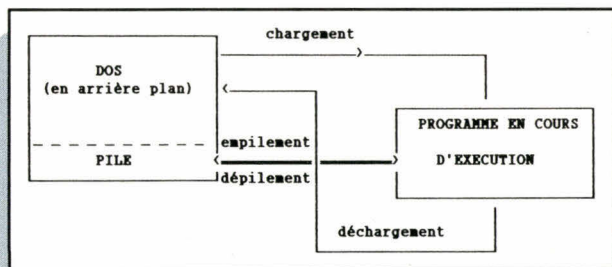 chargement
DOS
(en arrière plan)
PROGRAMME EN COURS
D'EXECUTION
empilement
PILE
dépilement
déchargement